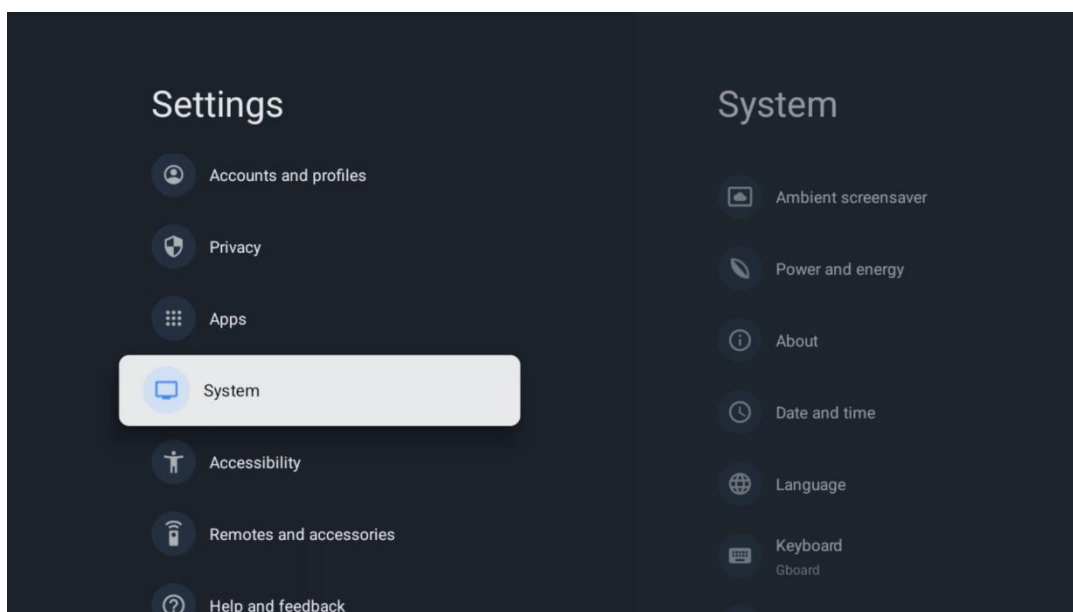 Settings
Accounts and profiles
Privacy
Apps
System
Accessibility
Remotes and accessories
Help and feedback
System
Ambient screensaver
Power and energy
About
Date and time
Language
Keyboard
Gboard